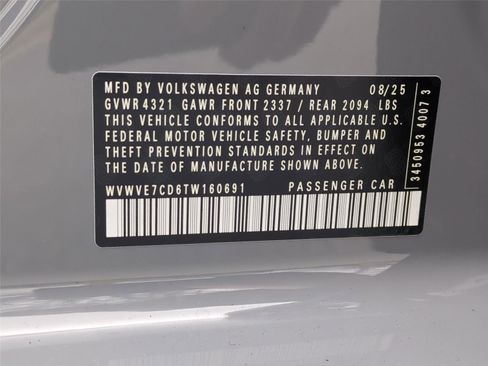 MFD BY VOLKSWAGEN AG GERMANY 08/25
GVWR 4321 GAWR FRONT 2337 / REAR 2094 LBS
THIS VEHICLE CONFORMS TO ALL APPLICABLE U.S.
FEDERAL MOTOR VEHICLE SAFETY, BUMPER AND
THEFT PREVENTION STANDARDS IN EFFECT ON
THE DATE OF MANUFACTURE SHOWN ABOVE
WVWVE7CD6TW160691 PASSENGER CAR
3450953 4007 3